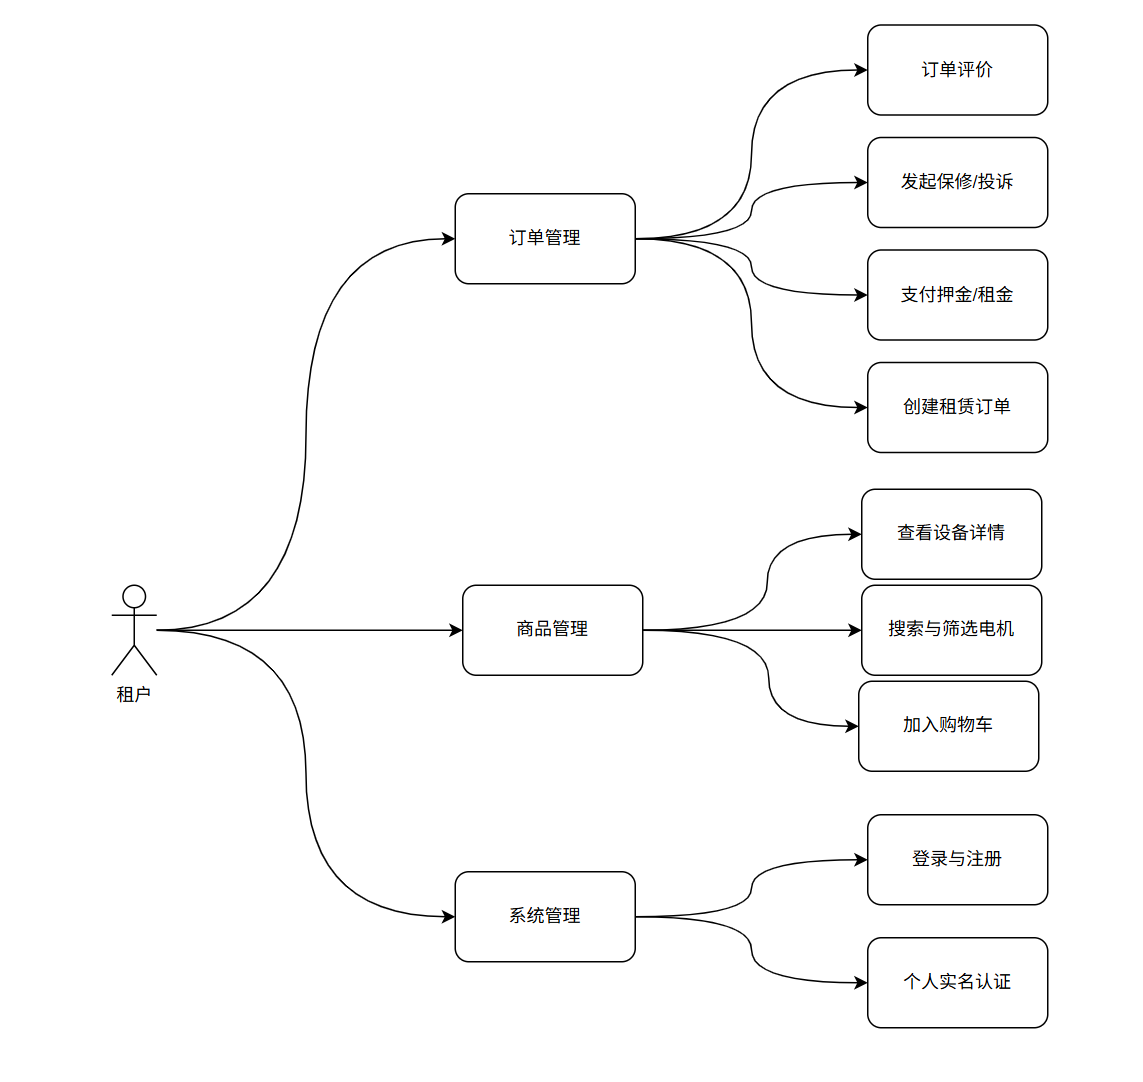 订单评价
发起保修/投诉
订单管理
支付押金/租金
创建租赁订单
查看设备详情
商品管理
搜索与筛选电机
租户
加入购物车
登录与注册
系统管理
个人实名认证